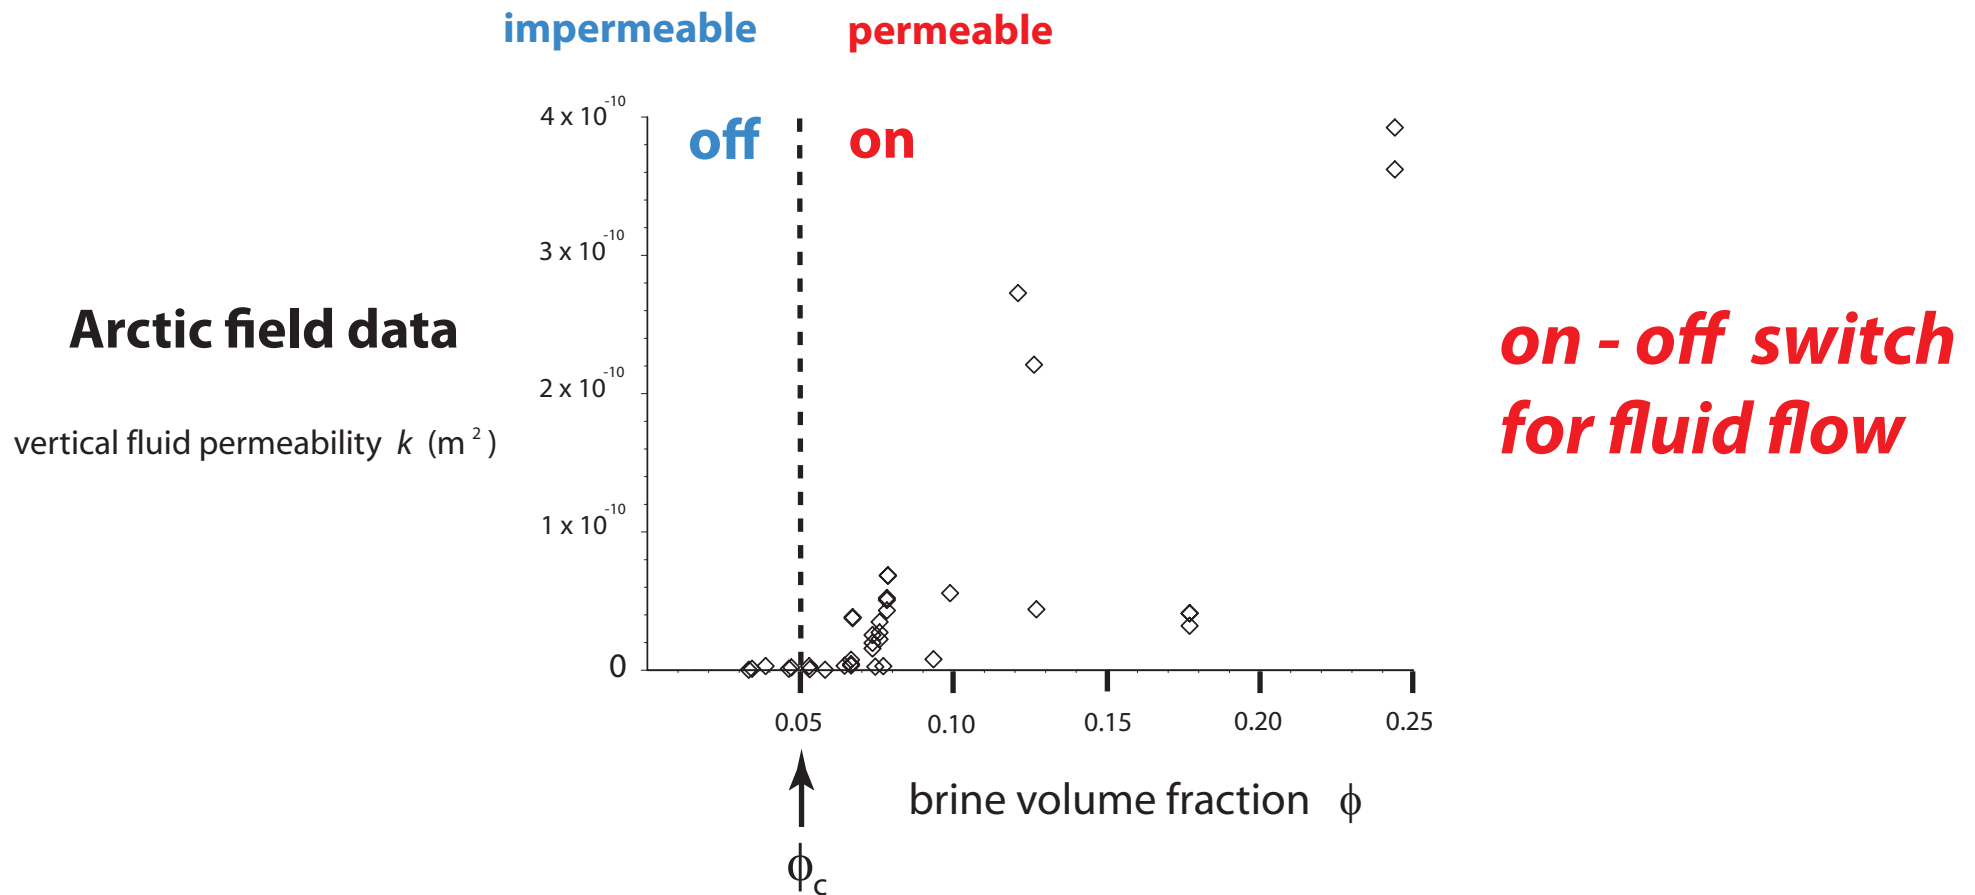 impermeable permeable
off on
4 x 10^-10
3 x 10^-10
2 x 10^-10
1 x 10^-10
0
Arctic field data
vertical fluid permeability k (m²)
on - off switch
for fluid flow
0.05 0.10 0.15 0.20 0.25
brine volume fraction ϕ
ϕc